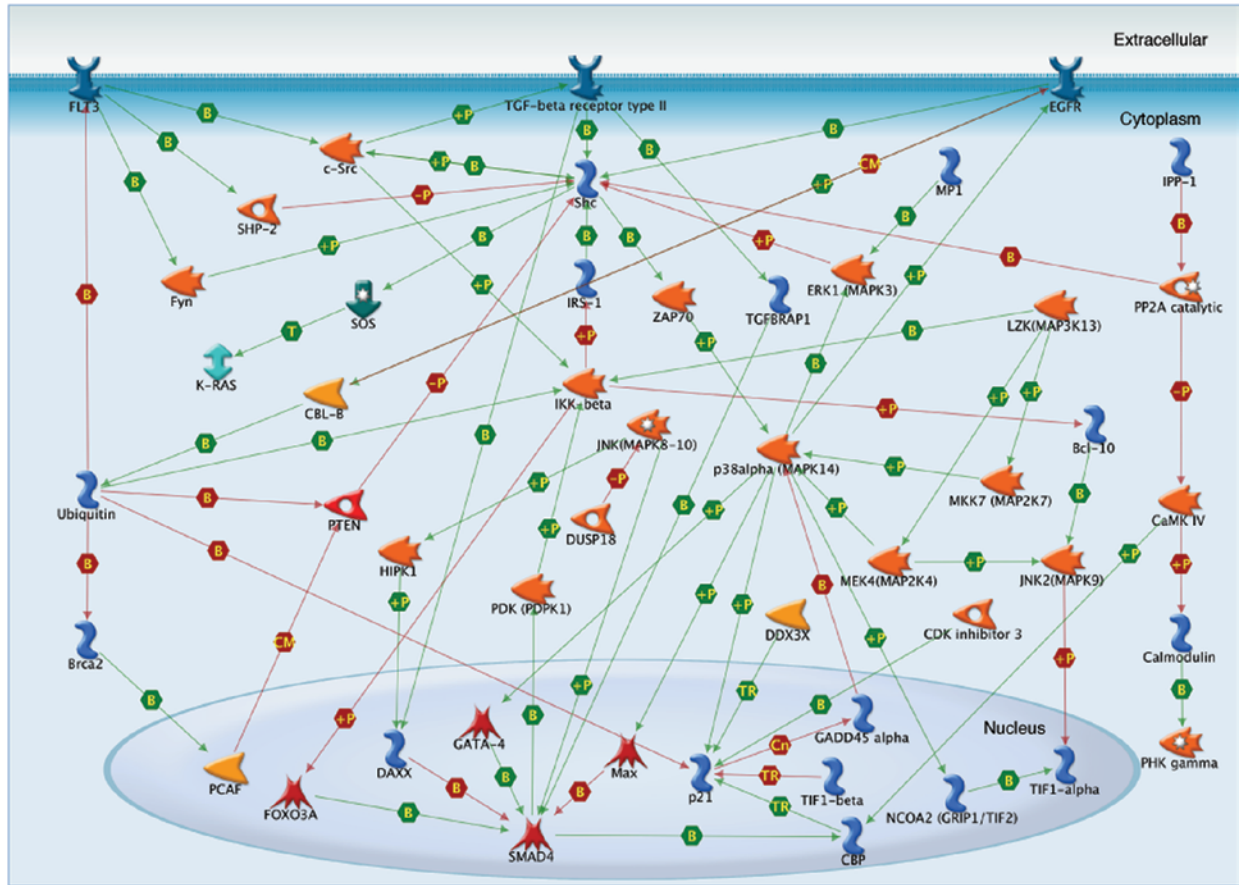 Extracellular
FLT3
TGF-beta receptor type II
EGFR
Cytoplasm
B
+P
B
B
B
B
c-Src
+P
B
+P
CM
MP1
IPP-1
B
SHP-2
-P
Shc
B
B
Fyn
+P
B
B
B
+P
+P
B
B
SOS
+P
IRS-1
ZAP70
TGFBRAP1
ERK1 (MAPK3)
LZK(MAP3K13)
PP2A catalytic
T
K-RAS
-P
+P
+P
B
B
CBL-B
IKK-beta
+P
+P
-P
B
B
JNK(MAPK8-10)
+P
Bcl-10
B
p38alpha (MAPK14)
+P
MKK7 (MAP2K7)
B
Ubiquitin
B
PTEN
+P
-P
DUSP18
+P
+P
CaMK IV
B
B
HIPK1
+P
B
+P
+P
MEK4(MAP2K4)
JNK2(MAPK9)
+P
+P
PDK (PDPK1)
+P
+P
B
DDX3X
CDK inhibitor 3
Brca2
CM
+P
+P
Calmodulin
B
+P
B
+P
TR
B
B
GATA-4
B
Max
Cn
GADD45 alpha
Nucleus
PCAF
FOXO3A
DAXX
B
B
B
p21
TR
TIF1-beta
B
TIF1-alpha
PHK gamma
TR
NCOA2 (GRIP1/TIF2)
B
SMAD4
B
CBP